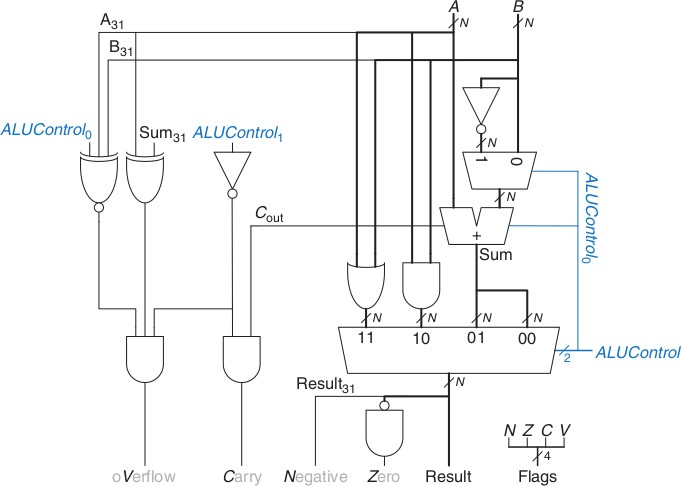 A B
N N
A31
B31
ALUControl0 Sum31 ALUControl1
N
1 0
ALUControl0
N
Cout
+
Sum
N N N N
11 10 01 00
2 ALUControl
Result31 N
N Z C V
4
oVerflow Carry Negative Zero Result Flags